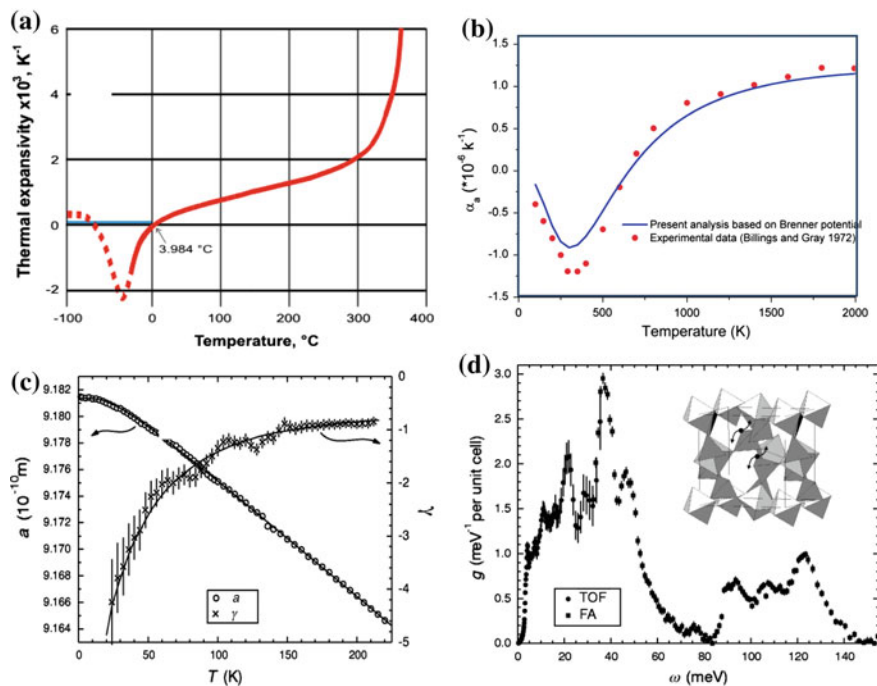 (a)
Thermal expansivity x10³, K⁻¹
6
4
2
0
-2
3.984 °C
-100 0 100 200 300 400
Temperature, °C
(b)
αₐ (*10⁻⁶ k⁻¹)
1.5
1.0
0.5
0.0
-0.5
-1.0
-1.5
Present analysis based on Brenner potential
Experimental data (Billings and Gray 1972)
0 500 1000 1500 2000
Temperature (K)
(c)
a (10⁻¹⁰m)
9.182
9.180
9.178
9.176
9.174
9.172
9.170
9.168
9.166
9.164
0
-1
-2
-3
-4
-5
γ
a
γ
0 50 100 150 200
T (K)
(d)
g (meV⁻¹ per unit cell)
3.0
2.5
2.0
1.5
1.0
0.5
0.0
TOF
FA
0 20 40 60 80 100 120 140
ω (meV)